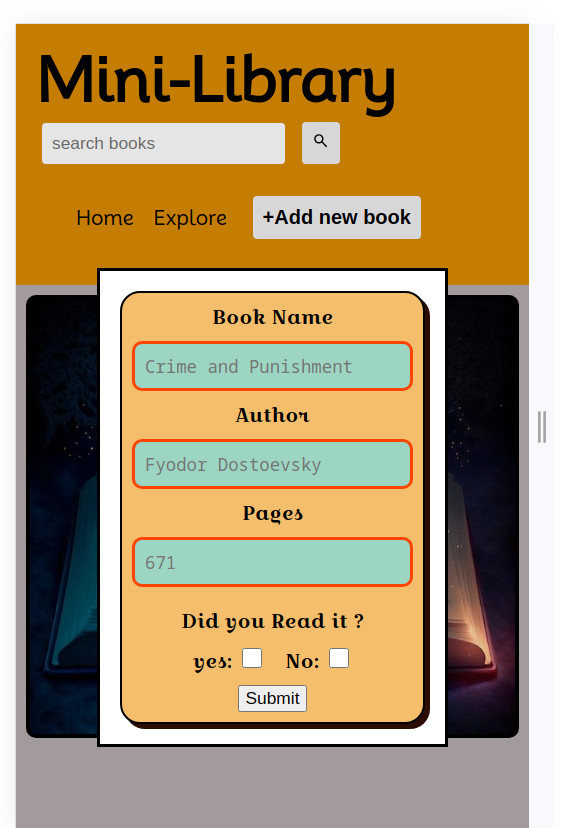 Mini-Library
search books
Home Explore +Add new book
Book Name
Crime and Punishment
Author
Fyodor Dostoevsky
Pages
671
Did you Read it ?
yes: No:
Submit